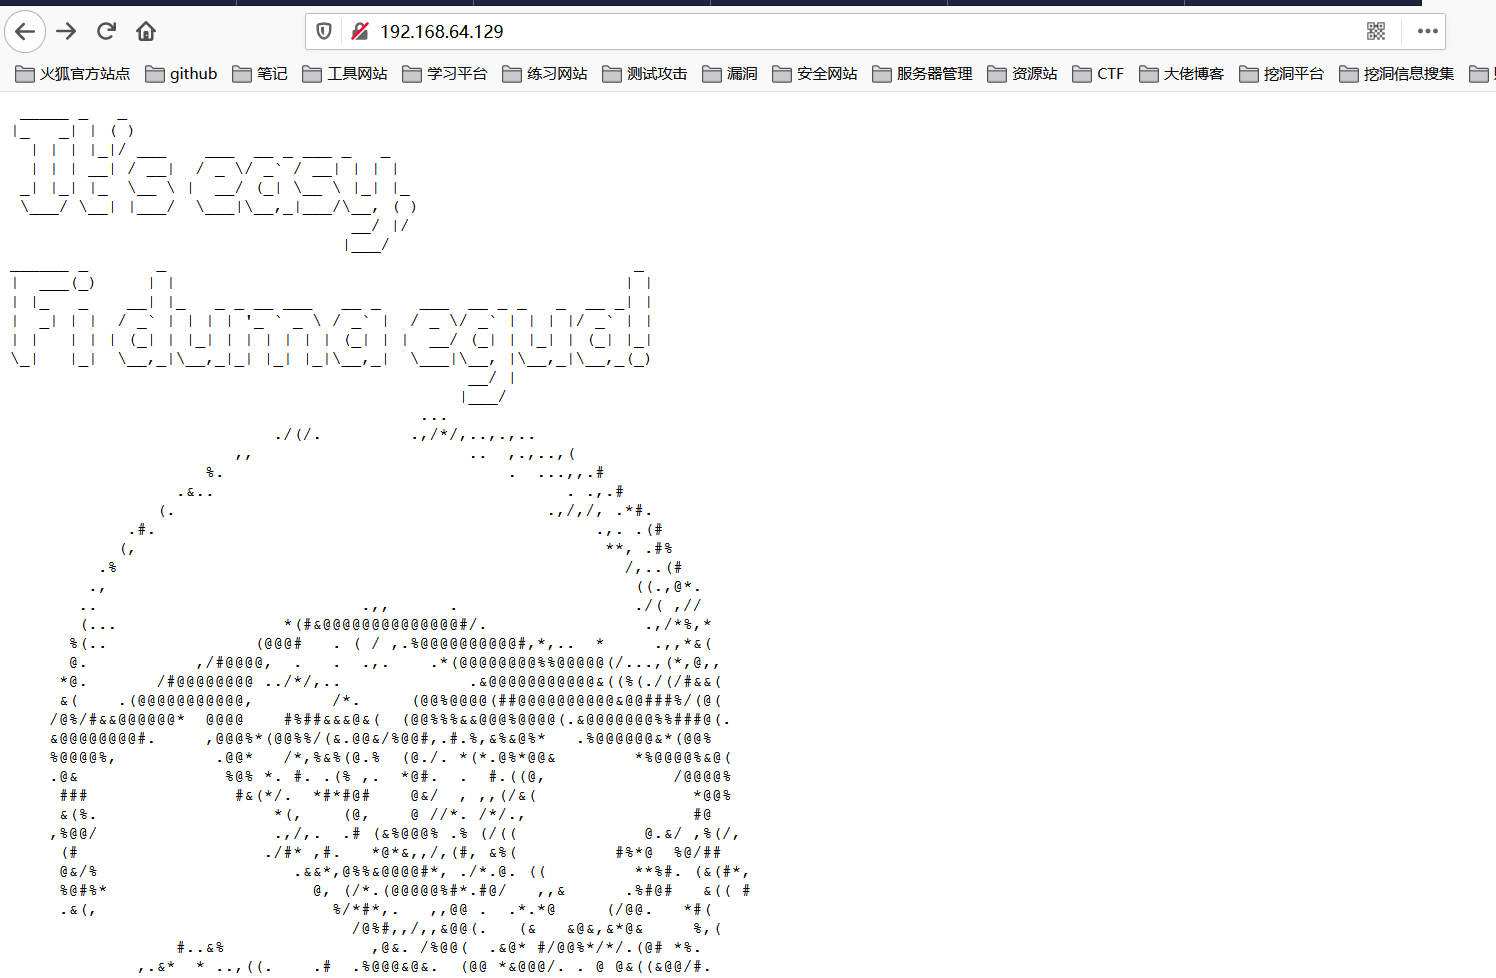 192.168.64.129
火狐官方站点 github 笔记 工具网站 学习平台 练习网站 测试攻击 漏洞 安全网站 服务器管理 资源站 CTF 大佬博客 挖洞平台 挖洞信息搜集
It's easy,
Fi duma egua!